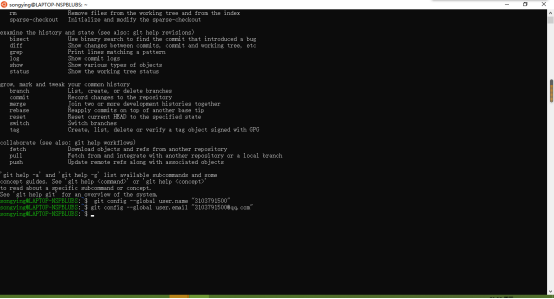 songying@LAPTOP-NSPBLUBS: ~
rm Remove files from the working tree and from the index
sparse-checkout Initialize and modify the sparse-checkout
examine the history and state (see also: git help revisions)
bisect Use binary search to find the commit that introduced a bug
diff Show changes between commits, commit and working tree, etc
grep Print lines matching a pattern
log Show commit logs
show Show various types of objects
status Show the working tree status
grow, mark and tweak your common history
branch List, create, or delete branches
commit Record changes to the repository
merge Join two or more development histories together
rebase Reapply commits on top of another base tip
reset Reset current HEAD to the specified state
switch Switch branches
tag Create, list, delete or verify a tag object signed with GPG
collaborate (see also: git help workflows)
fetch Download objects and refs from another repository
pull Fetch from and integrate with another repository or a local branch
push Update remote refs along with associated objects
'git help -a' and 'git help -g' list available subcommands and some
concept guides. See 'git help <command>' or 'git help <concept>'
to read about a specific subcommand or concept.
See 'git help git' for an overview of the system.
songying@LAPTOP-NSPBLUBS:~$ git config --global user.name "3103791500"
songying@LAPTOP-NSPBLUBS:~$ git config --global user.email "3103791500@qq.com"
songying@LAPTOP-NSPBLUBS:~$